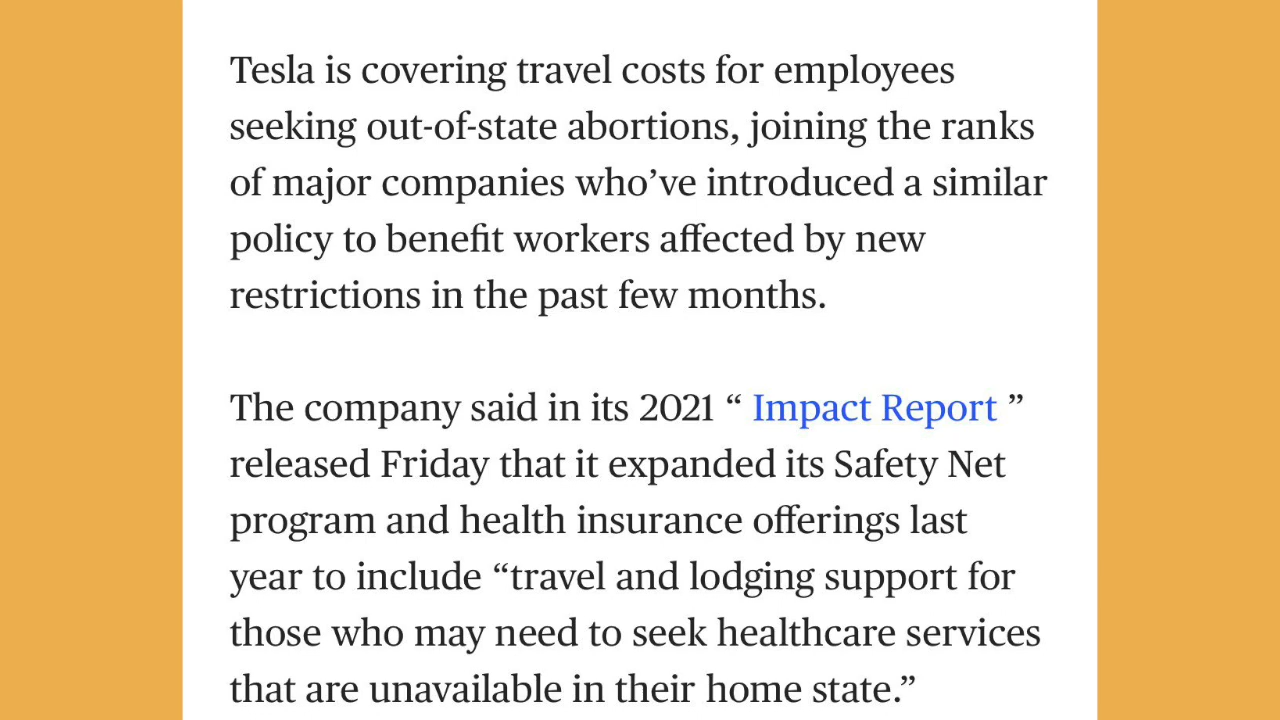 Tesla is covering travel costs for employees
seeking out-of-state abortions, joining the ranks
of major companies who’ve introduced a similar
policy to benefit workers affected by new
restrictions in the past few months.
The company said in its 2021 “ Impact Report ”
released Friday that it expanded its Safety Net
program and health insurance offerings last
year to include “travel and lodging support for
those who may need to seek healthcare services
that are unavailable in their home state.”